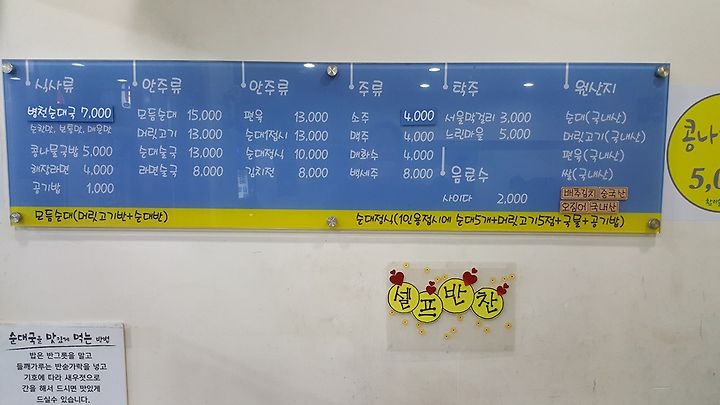 식사류
병천순대국 7,000
순한맛, 보통맛, 매운맛
콩나물국밥 5,000
해장라면 4,000
공기밥 1,000
안주류
모듬순대 15,000
머릿고기 13,000
순대술국 13,000
라면술국 8,000
안주류
편육 13,000
순대접시 13,000
순대정식 10,000
김치전 8,000
주류
소주 4,000
맥주 4,000
매화수 4,000
백세주 8,000
탁주
서울막걸리 3,000
느린마을 5,000
음료수
사이다 2,000
원산지
순대(국내산)
머릿고기(국내산)
편육(국내산)
쌀(국내산)
배추김치 중국산
오징어 국내산
모듬순대(머릿고기반+순대반)
순대정식(1인용접시에 순대5개+머릿고기5점+국물+공기밥)
콩나
5,0
셀프반찬
순대국을 맛있게 먹는 방법
밥은 반그릇을 말고
들깨가루는 반숟가락을 넣고
기호에 따라 새우젓으로
간을 해서 드시면 맛있게
드실수 있습니다.